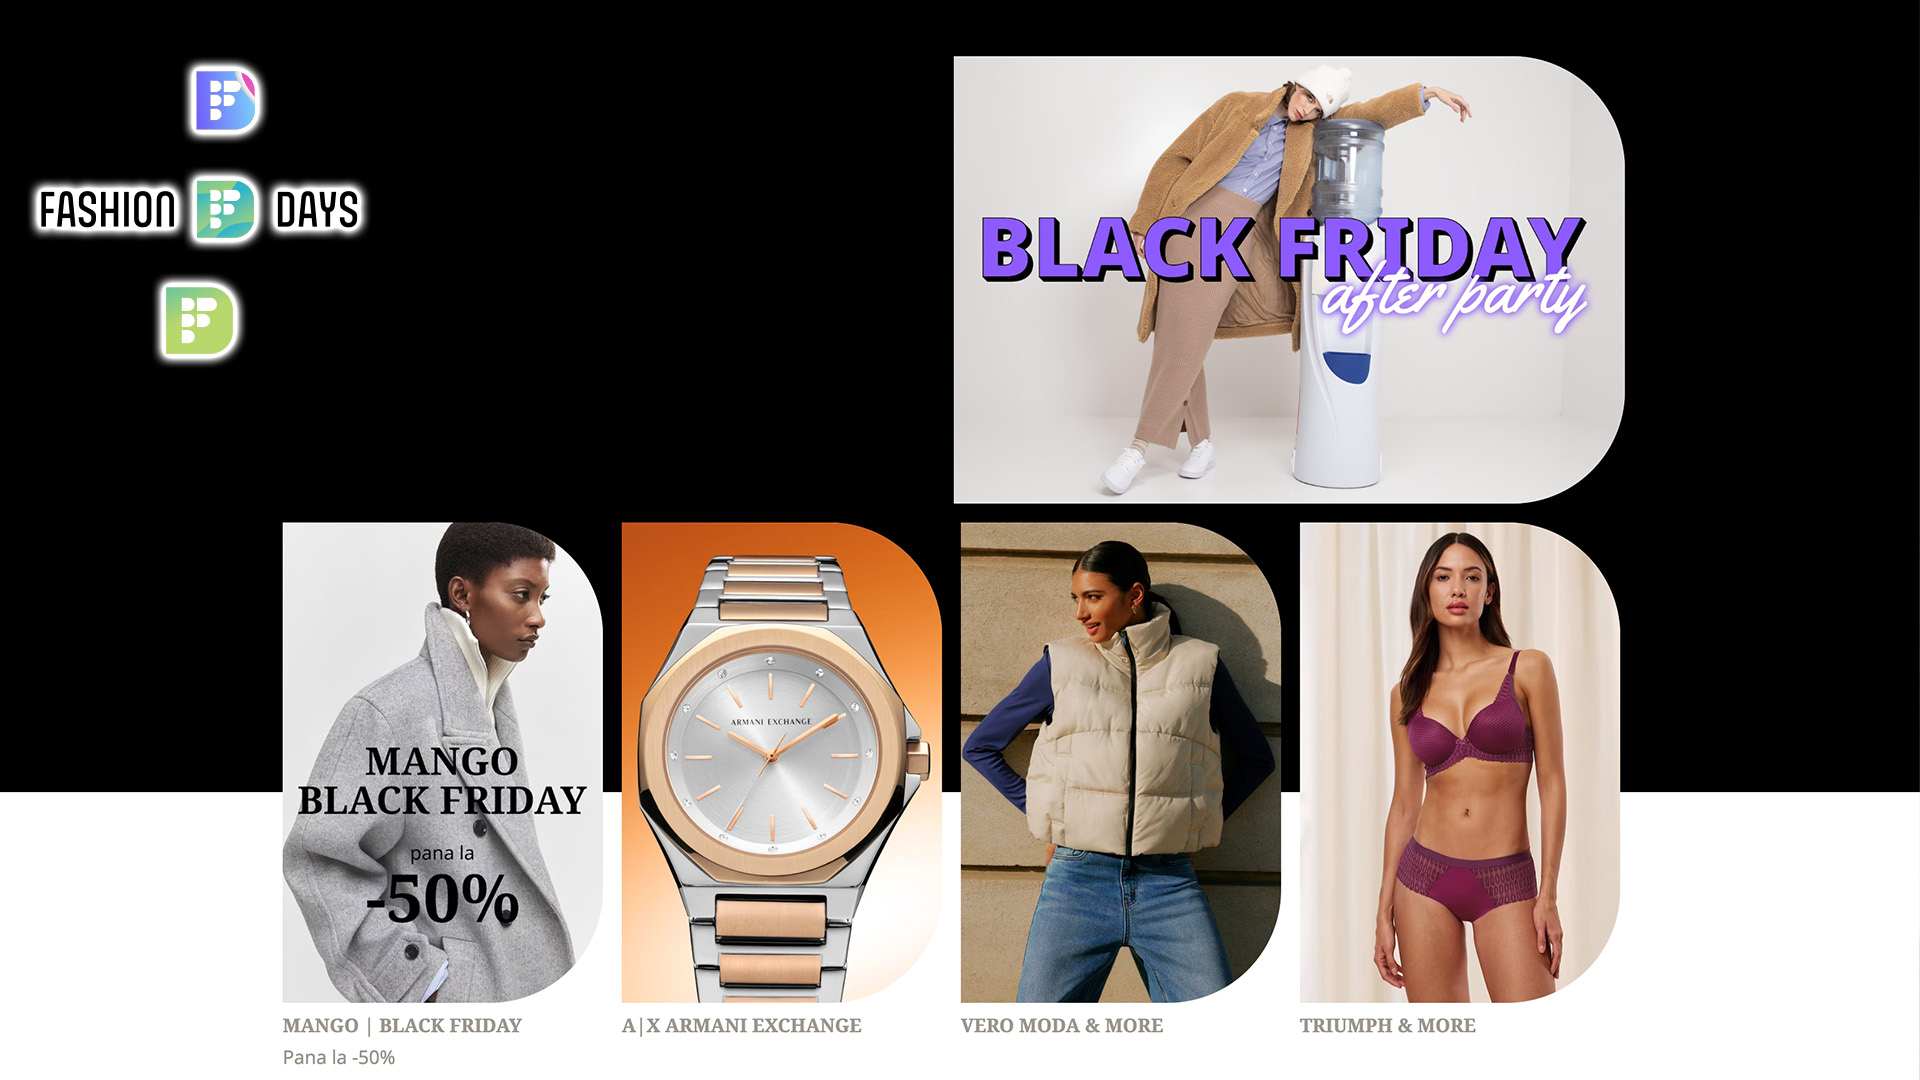 FASHION DAYS
BLACK FRIDAY
after party
MANGO
BLACK FRIDAY
pana la
-50%
ARMANI EXCHANGE
MANGO | BLACK FRIDAY
Pana la -50%
A|X ARMANI EXCHANGE
VERO MODA & MORE
TRIUMPH & MORE